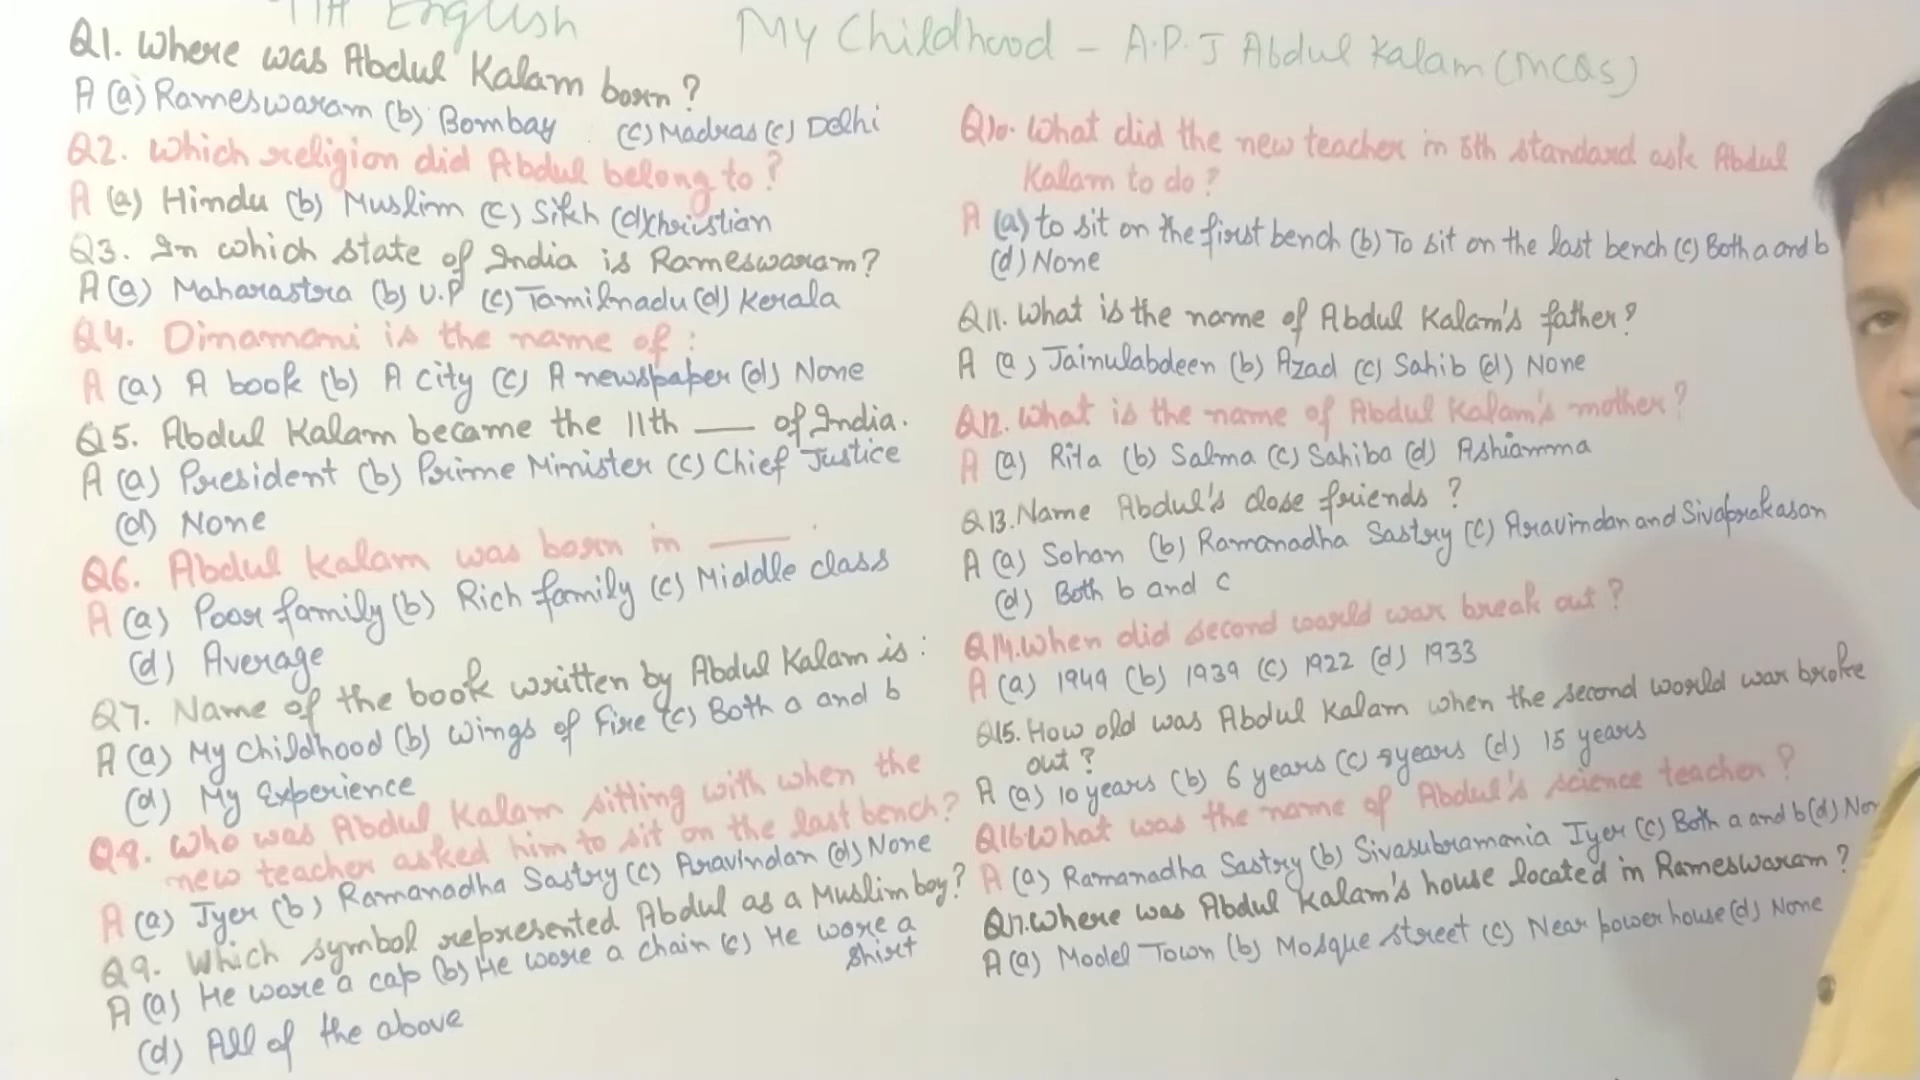 English
My Childhood - A.P.J Abdul Kalam (MCQS)
Q1. Where was Abdul Kalam born?
A (a) Rameswaram (b) Bombay (c) Madras (c) Delhi
Q2. Which religion did Abdul belong to?
A (a) Hindu (b) Muslim (c) Sikh (d) Christian
Q3. In which state of India is Rameswaram?
A (a) Maharastra (b) U.P (c) Tamilnadu (d) Kerala
Q4. Dinamani is the name of:
A (a) A book (b) A city (c) A newspaper (d) None
Q5. Abdul Kalam became the 11th ___ of India.
A (a) President (b) Prime Minister (c) Chief Justice
(d) None
Q6. Abdul Kalam was born in ____.
A (a) Poor family (b) Rich family (c) Middle class
(d) Average
Q7. Name of the book written by Abdul Kalam is:
A (a) My Childhood (b) Wings of Fire (c) Both a and b
(d) My Experience
Q8. Who was Abdul Kalam sitting with when the
new teacher asked him to sit on the last bench?
A (a) Iyer (b) Ramanadha Sastry (c) Aravindan (d) None
Q9. Which symbol represented Abdul as a Muslim boy?
A (a) He wore a cap (b) He wore a chain (c) He wore a
shirt
(d) All of the above
Q10. What did the new teacher in 5th standard ask Abdul
Kalam to do?
A (a) to sit on the first bench (b) To sit on the last bench (c) Both a and b
(d) None
Q11. What is the name of Abdul Kalam's father?
A (a) Jainulabdeen (b) Azad (c) Sahib (d) None
Q12. What is the name of Abdul Kalam's mother?
A (a) Rita (b) Salma (c) Sahiba (d) Ashiamma
Q13. Name Abdul's close friends?
A (a) Sohan (b) Ramanadha Sastry (c) Aravindan and Sivaprakasan
(d) Both b and c
Q14. When did second world war break out?
A (a) 1949 (b) 1939 (c) 1922 (d) 1933
Q15. How old was Abdul Kalam when the second world war broke
out?
A (a) 10 years (b) 6 years (c) 8 years (d) 15 years
Q16 What was the name of Abdul's science teacher?
A (a) Ramanadha Sastry (b) Sivasubramania Iyer (c) Both a and b (d)
Q17. Where was Abdul Kalam's house located in Rameswaram?
A (a) Model Town (b) Mosque street (c) Near power house (d) None